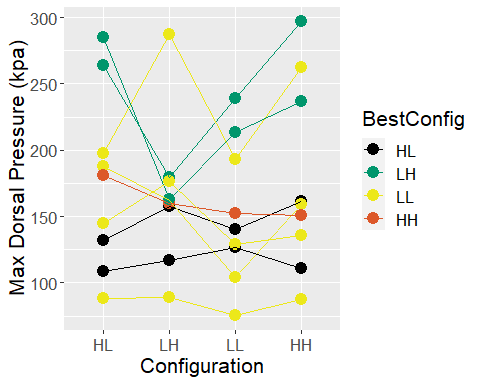 300
250
200
150
100
Max Dorsal Pressure (kpa)
HL LH LL HH
Configuration
BestConfig
HL
LH
LL
HH